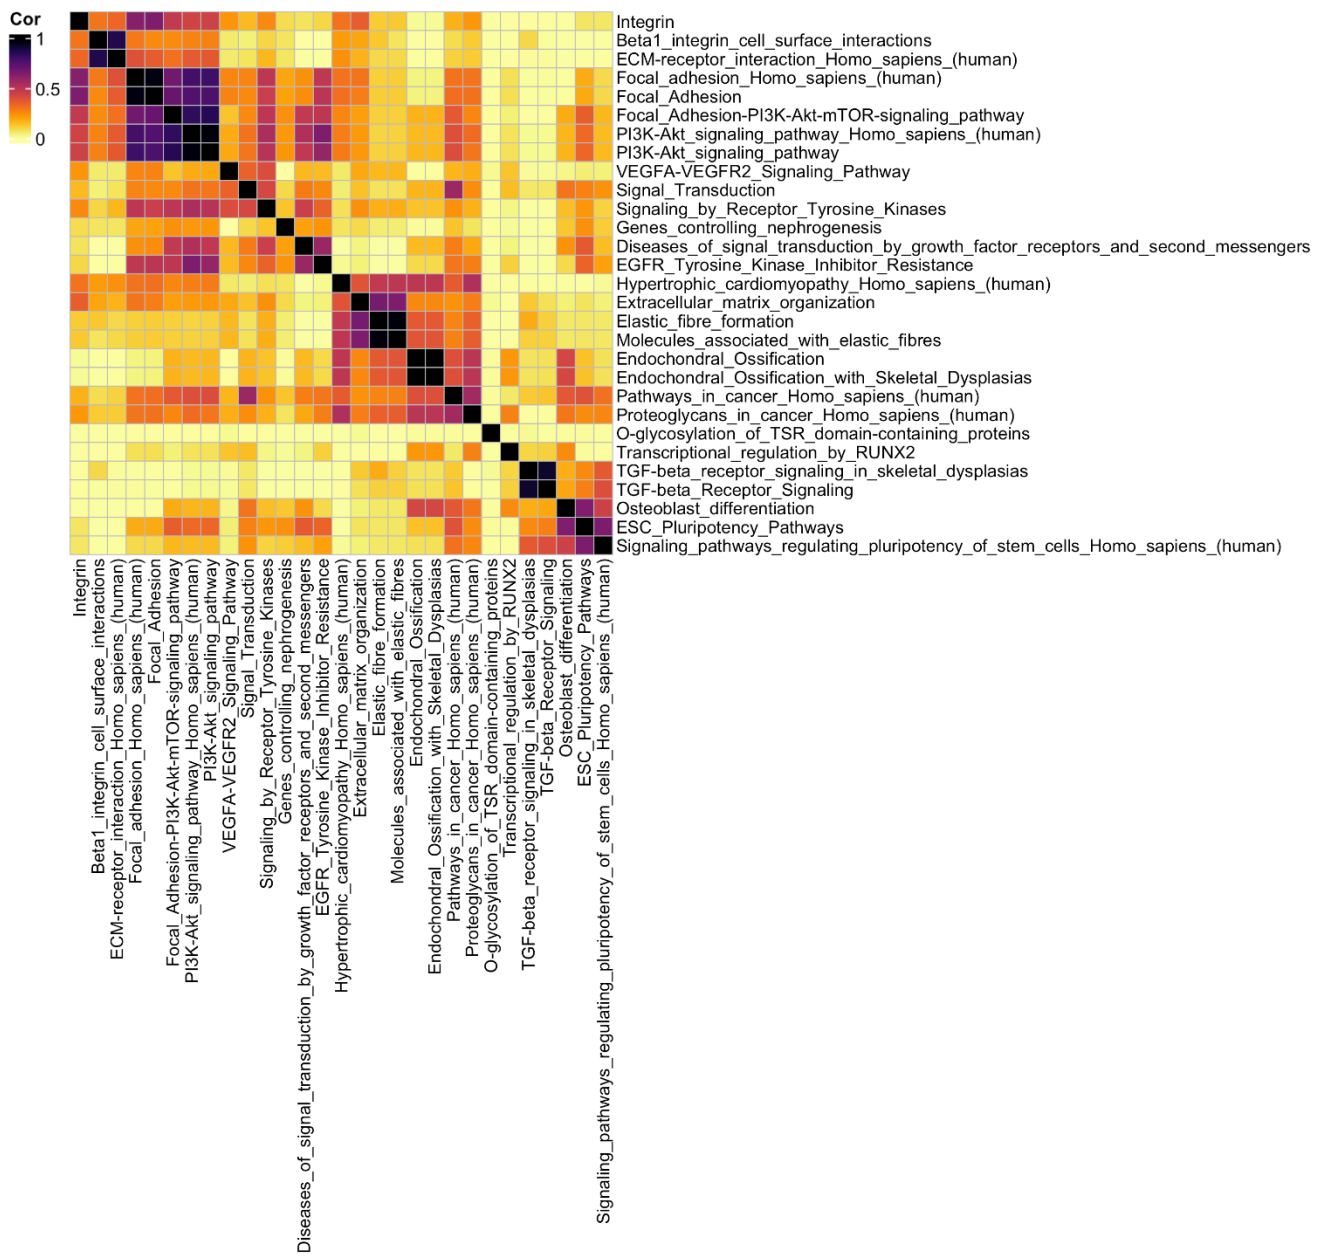 Cor
1
0.5
0
Integrin
Beta1_integrin_cell_surface_interactions
ECM-receptor_interaction_Homo_sapiens_(human)
Focal_adhesion_Homo_sapiens_(human)
Focal_Adhesion
Focal_Adhesion-PI3K-Akt-mTOR-signaling_pathway
PI3K-Akt_signaling_pathway_Homo_sapiens_(human)
PI3K-Akt_signaling_pathway
VEGFA-VEGFR2_Signaling_Pathway
Signal_Transduction
Signaling_by_Receptor_Tyrosine_Kinases
Genes_controlling_nephrogenesis
Diseases_of_signal_transduction_by_growth_factor_receptors_and_second_messengers
EGFR_Tyrosine_Kinase_Inhibitor_Resistance
Hypertrophic_cardiomyopathy_Homo_sapiens_(human)
Extracellular_matrix_organization
Elastic_fibre_formation
Molecules_associated_with_elastic_fibres
Endochondral_Ossification
Endochondral_Ossification_with_Skeletal_Dysplasias
Pathways_in_cancer_Homo_sapiens_(human)
Proteoglycans_in_cancer_Homo_sapiens_(human)
O-glycosylation_of_TSR_domain-containing_proteins
Transcriptional_regulation_by_RUNX2
TGF-beta_receptor_signaling_in_skeletal_dysplasias
TGF-beta_Receptor_Signaling
Osteoblast_differentiation
ESC_Pluripotency_Pathways
Signaling_pathways_regulating_pluripotency_of_stem_cells_Homo_sapiens_(human)
Integrin
Beta1_integrin_cell_surface_interactions
ECM-receptor_interaction_Homo_sapiens_(human)
Focal_adhesion_Homo_sapiens_(human)
Focal_Adhesion
Focal_Adhesion-PI3K-Akt-mTOR-signaling_pathway
PI3K-Akt_signaling_pathway_Homo_sapiens_(human)
PI3K-Akt_signaling_pathway
VEGFA-VEGFR2_Signaling_Pathway
Signal_Transduction
Signaling_by_Receptor_Tyrosine_Kinases
Genes_controlling_nephrogenesis
Diseases_of_signal_transduction_by_growth_factor_receptors_and_second_messengers
EGFR_Tyrosine_Kinase_Inhibitor_Resistance
Hypertrophic_cardiomyopathy_Homo_sapiens_(human)
Extracellular_matrix_organization
Elastic_fibre_formation
Molecules_associated_with_elastic_fibres
Endochondral_Ossification
Endochondral_Ossification_with_Skeletal_Dysplasias
Pathways_in_cancer_Homo_sapiens_(human)
Proteoglycans_in_cancer_Homo_sapiens_(human)
O-glycosylation_of_TSR_domain-containing_proteins
Transcriptional_regulation_by_RUNX2
TGF-beta_receptor_signaling_in_skeletal_dysplasias
TGF-beta_Receptor_Signaling
Osteoblast_differentiation
ESC_Pluripotency_Pathways
Signaling_pathways_regulating_pluripotency_of_stem_cells_Homo_sapiens_(human)